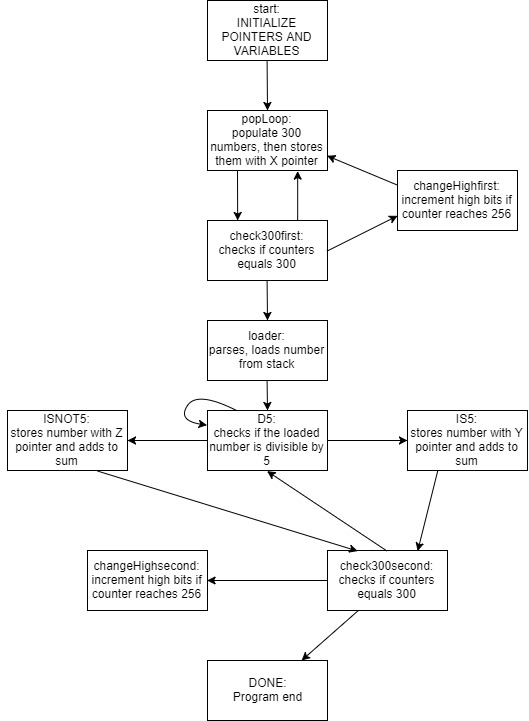 start:
INITIALIZE
POINTERS AND
VARIABLES
popLoop:
populate 300
numbers, then stores
them with X pointer
changeHighfirst:
increment high bits if
counter reaches 256
check300first:
checks if counters
equals 300
loader:
parses, loads number
from stack
ISNOT5:
stores number with Z
pointer and adds to
sum
D5:
checks if the loaded
number is divisible by
5
IS5:
stores number with Y
pointer and adds to
sum
changeHighsecond:
increment high bits if
counter reaches 256
check300second:
checks if counters
equals 300
DONE:
Program end